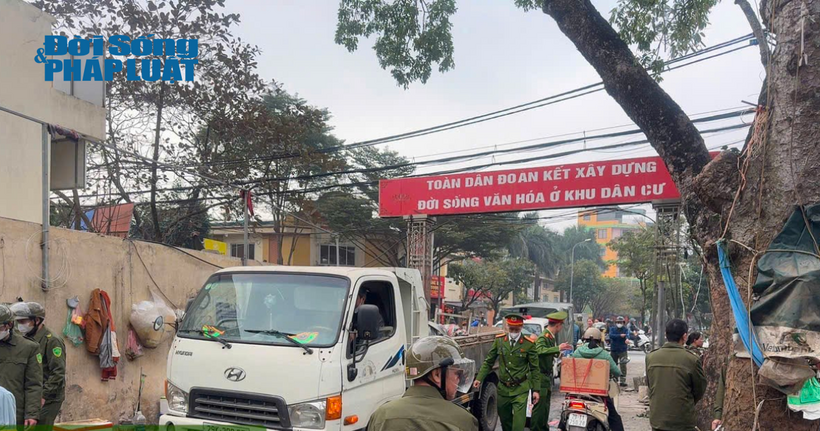 Đời Sống
& PHÁP LUẬT
TOÀN DÂN ĐOÀN KẾT XÂY DỰNG
ĐỜI SỐNG VĂN HÓA Ở KHU DÂN CƯ
HYUNDAI